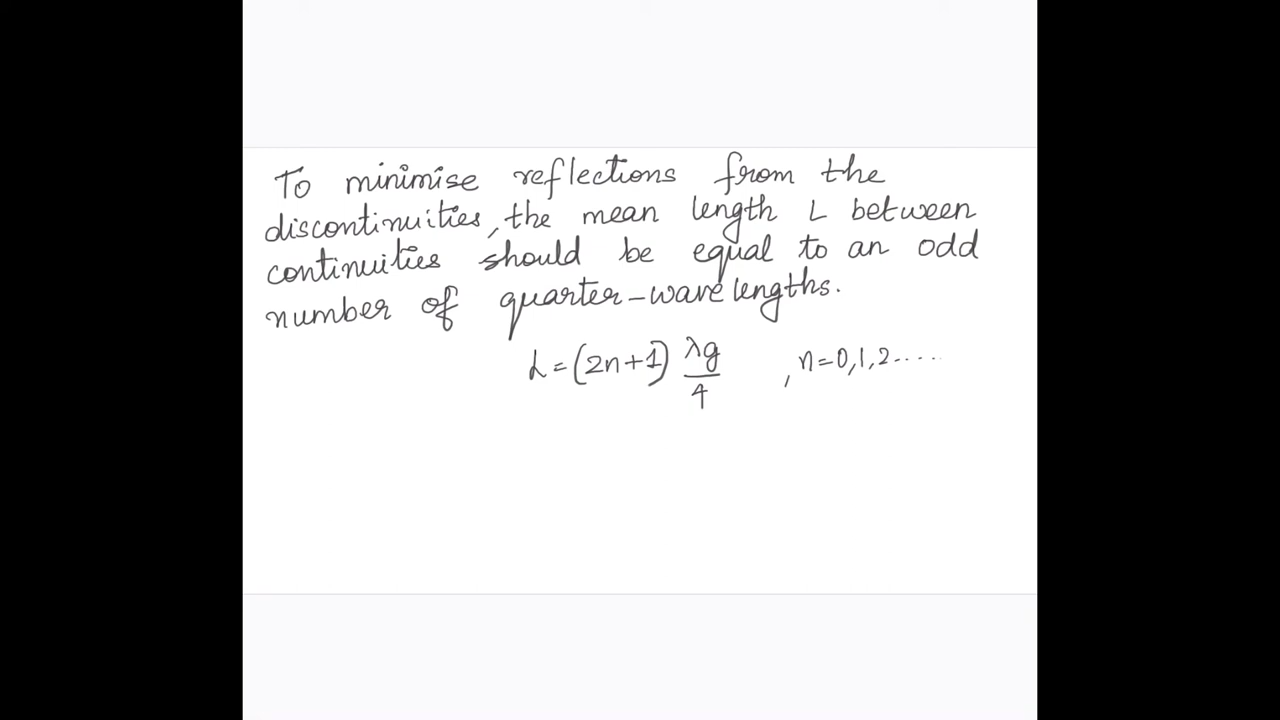 To minimise reflections from the
discontinuities, the mean length L between
continuities should be equal to an odd
number of quarter-wavelengths.
L = (2n+1) λg/4 , n=0,1,2.....